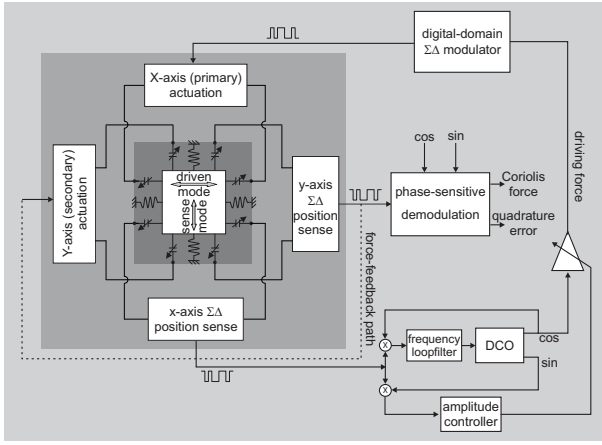 digital-domain
ΣΔ
modulator
X-axis (primary)
actuation
cos
sin
driving force
Y-axis (secondary)
actuation
driven
mode
sense
mode
y-axis
ΣΔ
position
sense
phase-sensitive
demodulation
Coriolis
force
quadrature
error
force-feedback path
x-axis ΣΔ
position sense
x
frequency
loopfilter
DCO
cos
sin
x
amplitude
controller